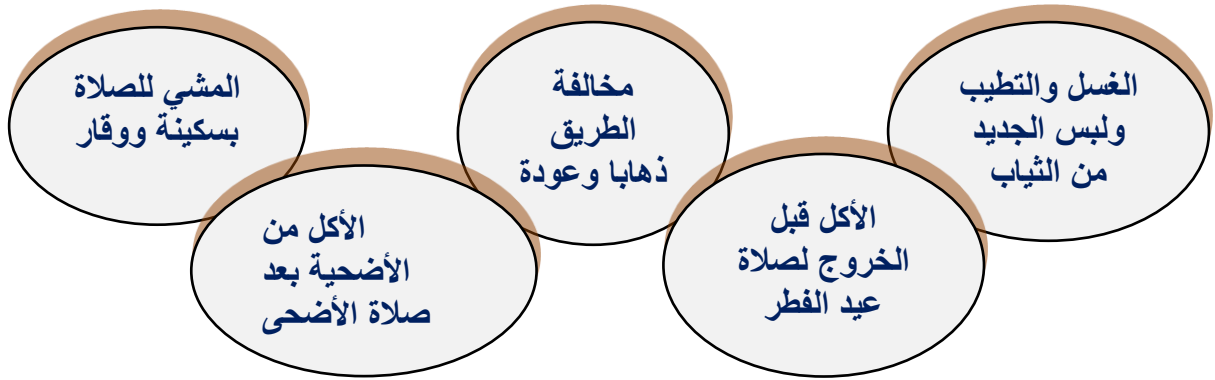 الغسل والتطيب
ولبس الجديد
من الثياب
الأكل قبل
الخروج لصلاة
عيد الفطر
مخالفة
الطريق
ذهابا وعودة
الأكل من
الأضحية بعد
صلاة الأضحى
المشي للصلاة
بسكينة ووقار